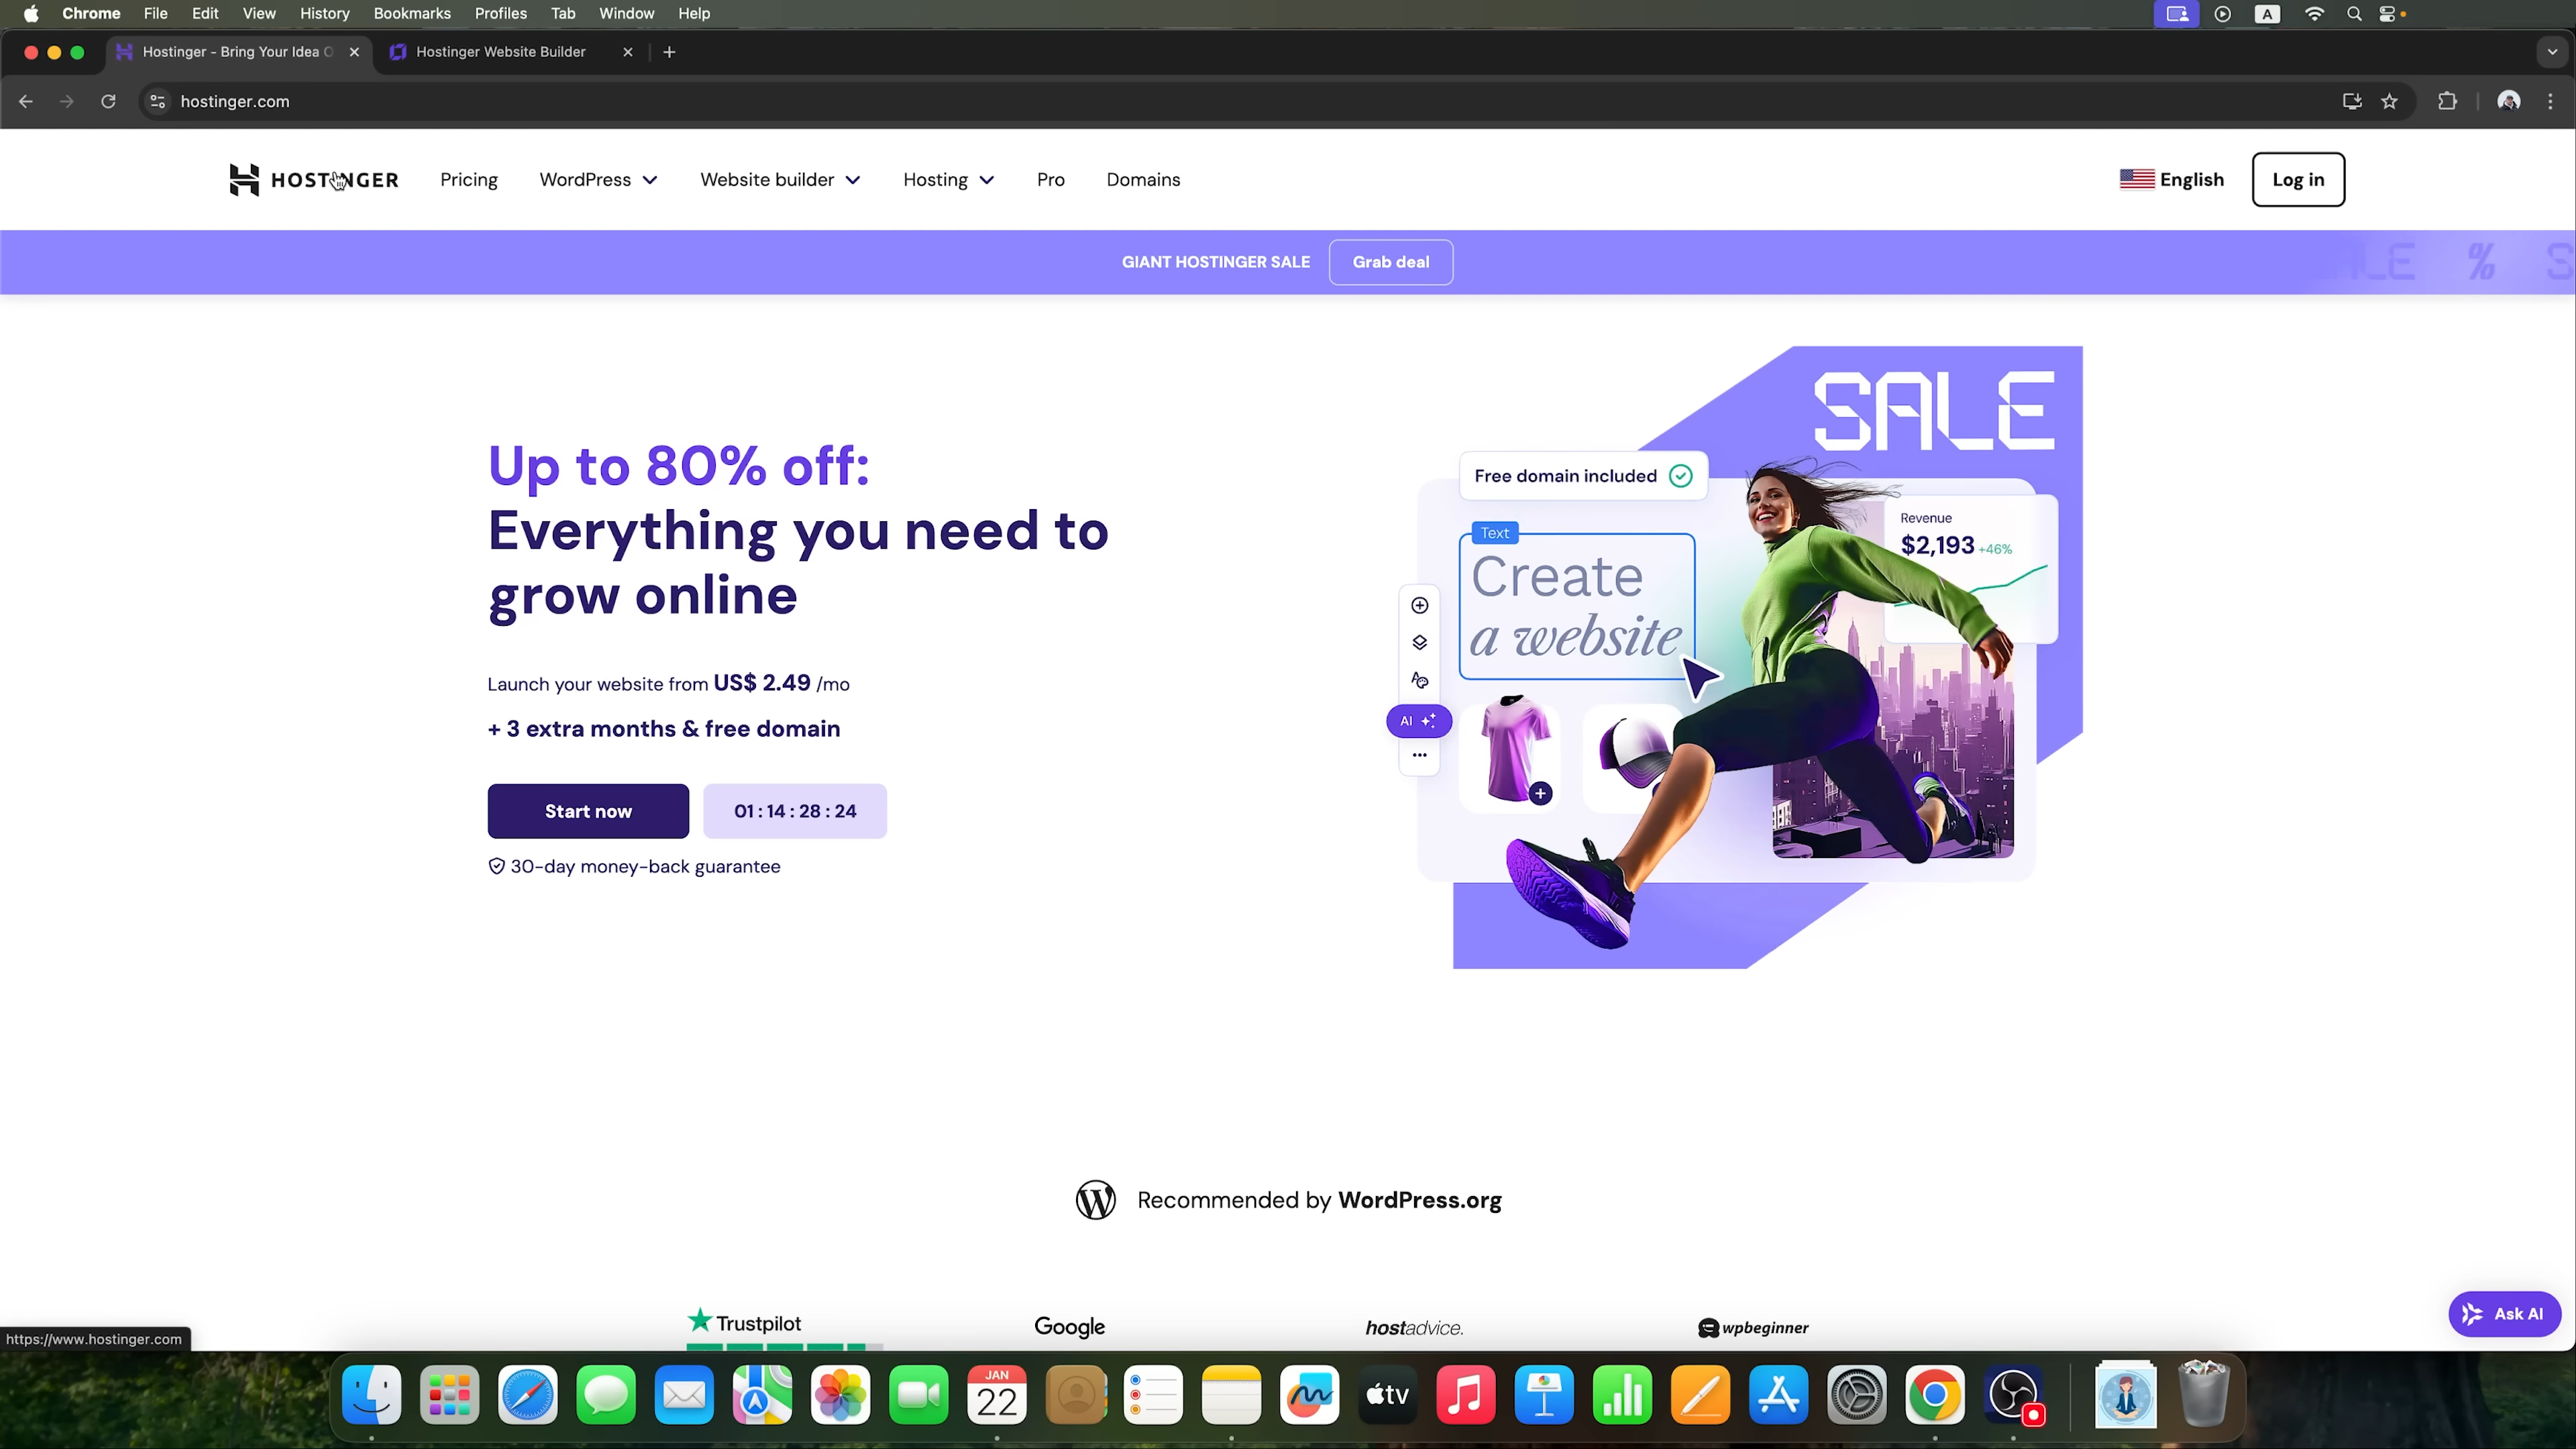 Chrome File Edit View History Bookmarks Profiles Tab Window Help
A
Hostinger - Bring Your Idea O
Hostinger Website Builder
hostinger.com
HOSTINGER
Pricing
WordPress
Website builder
Hosting
Pro
Domains
English
Log in
GIANT HOSTINGER SALE
Grab deal
%
Up to 80% off:
Everything you need to
grow online
Launch your website from US$ 2.49 /mo
+ 3 extra months & free domain
Start now
01 : 14 : 28 : 24
30-day money-back guarantee
SALE
Free domain included
Text
Create
a website
Revenue
$2,193 +46%
AI
Recommended by WordPress.org
Trustpilot
Google
hostadvice.
wpbeginner
Ask AI
https://www.hostinger.com
JAN
22
tv